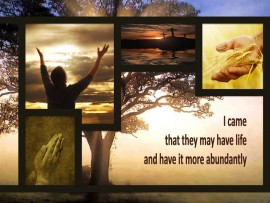 I came
that they may have life
and have it more abundantly